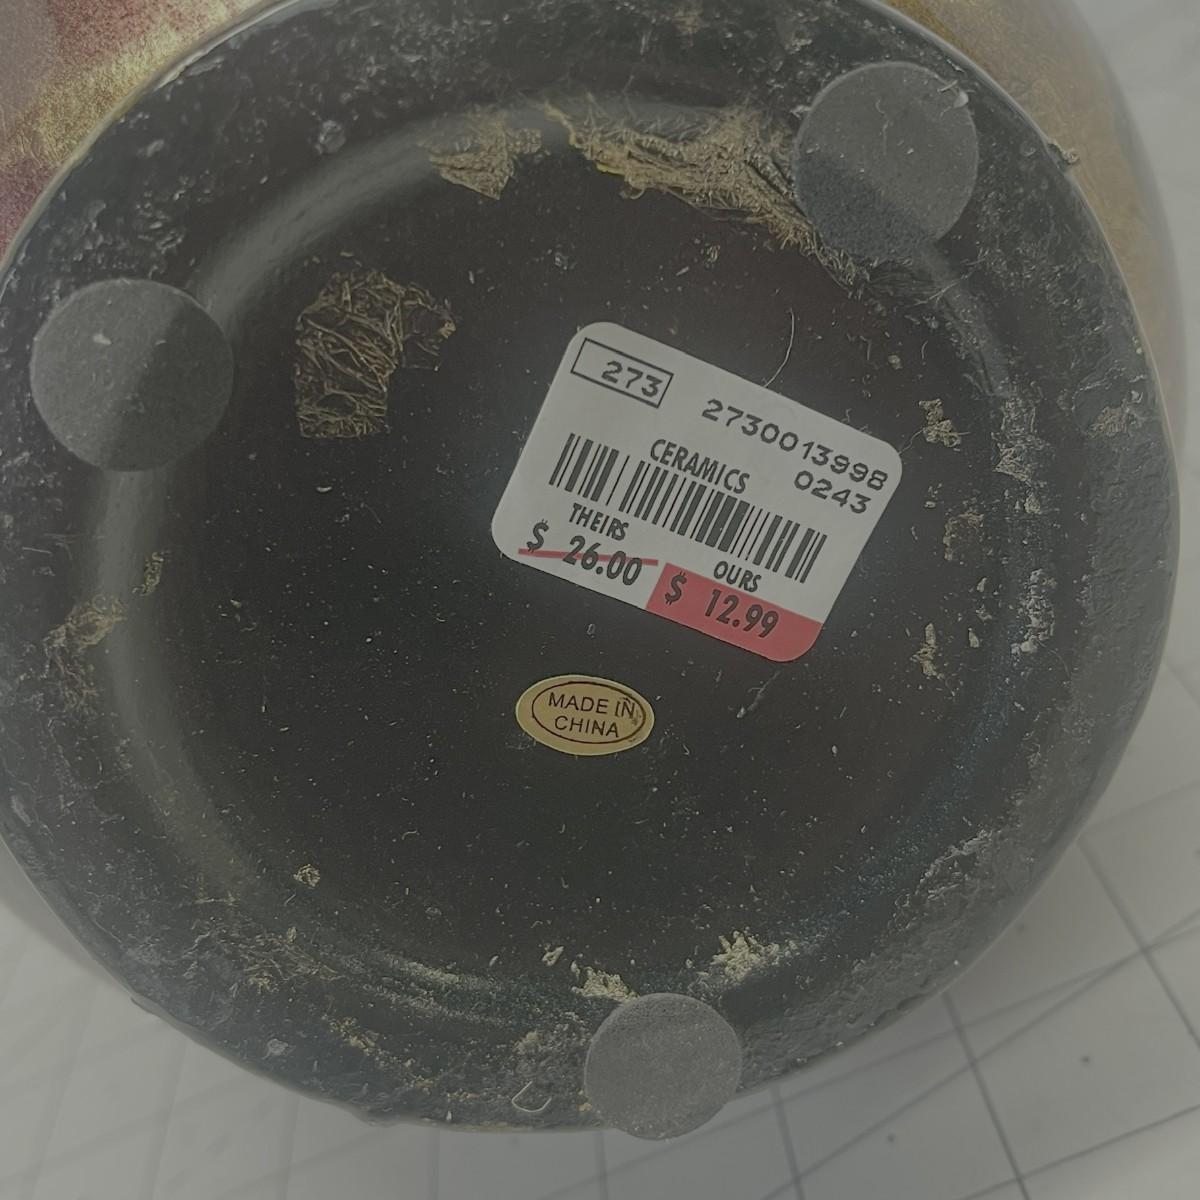 273
2730013998
CERAMICS 0243
THEIRS
$ 26.00
OURS
$ 12.99
MADE IN
CHINA